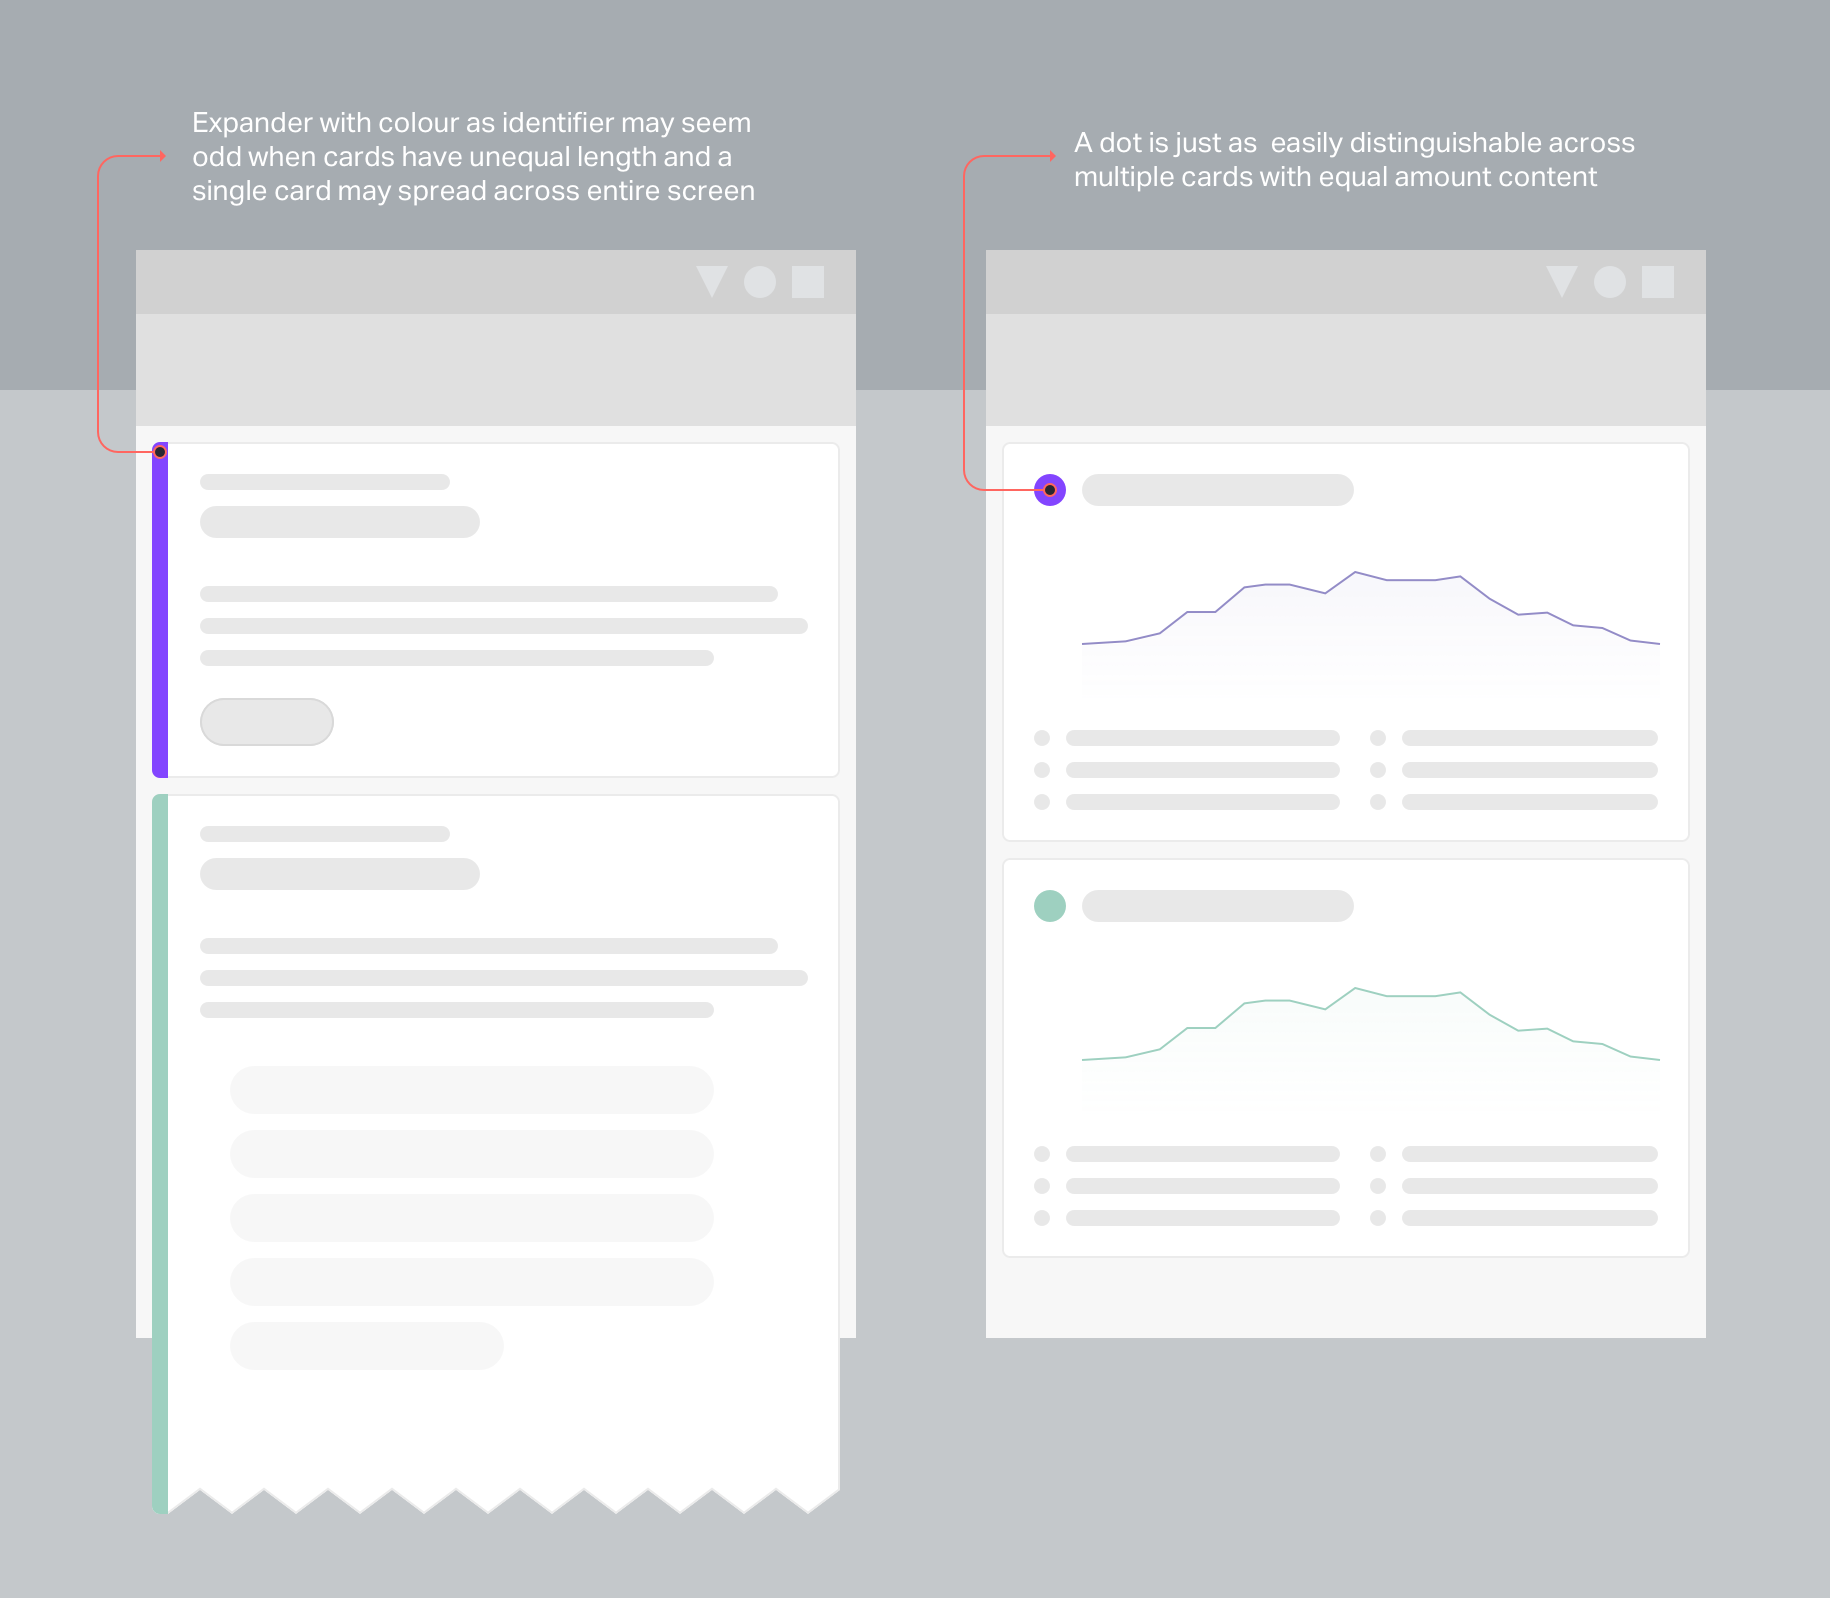 Expander with colour as identifier may seem
odd when cards have unequal length and a
single card may spread across entire screen
A dot is just as  easily distinguishable across
multiple cards with equal amount content